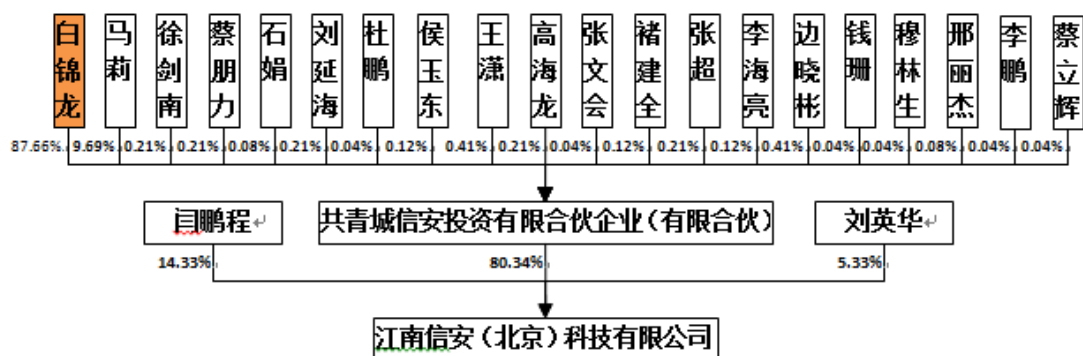 白锦龙
马莉
徐剑南
蔡朋力
石娟
刘延海
杜鹏
侯玉东
王潇
高海龙
张文会
褚建全
张超
李海亮
边晓彬
钱珊
穆林生
邢丽杰
李鹏
蔡立辉
87.66% 9.69% 0.21% 0.21% 0.08% 0.21% 0.04% 0.12% 0.41% 0.21% 0.04% 0.12% 0.21% 0.12% 0.41% 0.04% 0.04% 0.08% 0.04% 0.04%
闫鹏程 共青城信安投资有限合伙企业（有限合伙） 刘英华
14.33% 80.34% 5.33%
江南信安（北京）科技有限公司